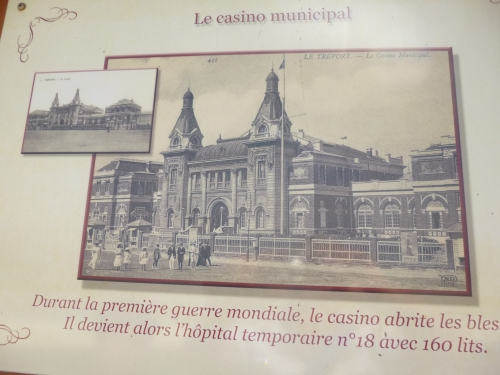 Le casino municipal
LE TRÉPORT. — Le Casino Municipal.
Durant la première guerre mondiale, le casino abrite les bles
Il devient alors l'hôpital temporaire n°18 avec 160 lits.